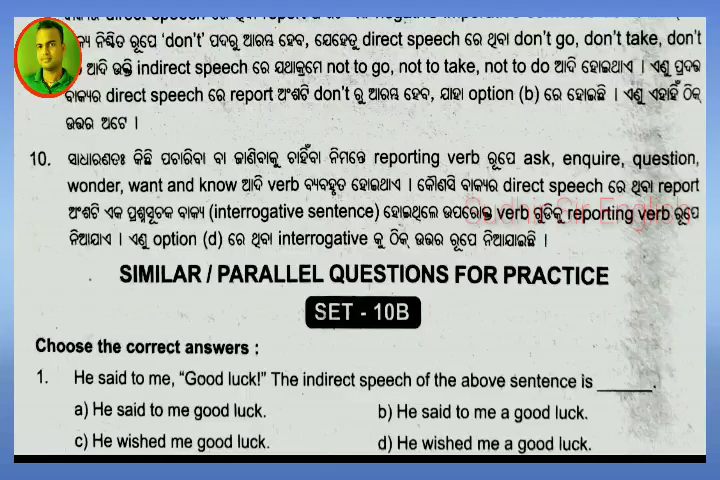 ବାକ୍ୟ ନିଶ୍ଚିତ ରୂପେ 'don't' ପଦରୁ ଆରମ୍ଭ ହେବ, ଯେହେତୁ direct speech ରେ ଥିବା don't go, don't take, don't
ଆଦି ଉକ୍ତି indirect speech ରେ ଯଥାକ୍ରମେ not to go, not to take, not to do ଆଦି ହୋଇଥାଏ । ଏଣୁ ପ୍ରଦତ୍ତ
ବାକ୍ୟର direct speech ରେ report ଅଂଶଟି don't ରୁ ଆରମ୍ଭ ହେବ, ଯାହା option (b) ରେ ହୋଇଛି । ଏଣୁ ଏହାହିଁ ଠିକ୍
ଉତ୍ତର ଅଟେ ।
10. ସାଧାରଣତଃ କିଛି ପଚାରିବା ବା ଜାଣିବାକୁ ଚାହିଁବା ନିମନ୍ତେ reporting verb ରୂପେ ask, enquire, question,
wonder, want and know ଆଦି verb ବ୍ୟବହୃତ ହୋଇଥାଏ । କୌଣସି ବାକ୍ୟର direct speech ରେ ଥିବା report
ଅଂଶଟି ଏକ ପ୍ରଶ୍ନସୂଚକ ବାକ୍ୟ (interrogative sentence) ହୋଇଥିଲେ ଉପରୋକ୍ତ verb ଗୁଡିକୁ reporting verb ରୂପେ
ନିଆଯାଏ । ଏଣୁ option (d) ରେ ଥିବା interrogative କୁ ଠିକ୍ ଉତ୍ତର ରୂପେ ନିଆଯାଇଛି ।
SIMILAR / PARALLEL QUESTIONS FOR PRACTICE
SET - 10B
Choose the correct answers :
1. He said to me, "Good luck!" The indirect speech of the above sentence is ______.
a) He said to me good luck. b) He said to me a good luck.
c) He wished me good luck. d) He wished me a good luck.